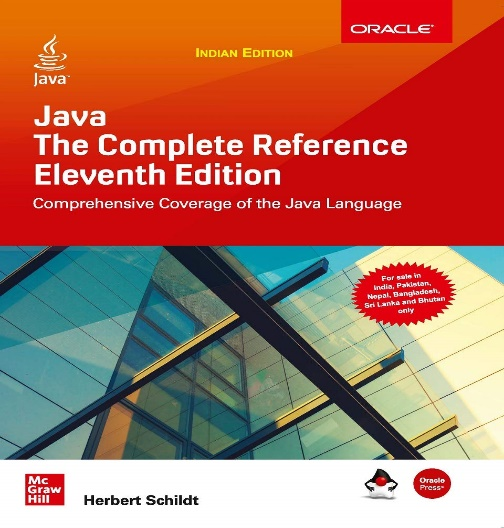 ORACLE®
INDIAN EDITION
Java™
Java
The Complete Reference
Eleventh Edition
Comprehensive Coverage of the Java Language
For sale in
India, Pakistan,
Nepal, Bangladesh,
Sri Lanka and Bhutan
only
Mc
Graw
Hill
Herbert Schildt
Oracle
Press®